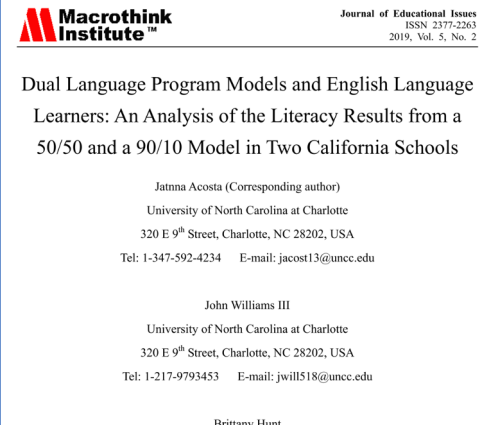 Macrothink
Institute™
Journal of Educational Issues
ISSN 2377-2263
2019, Vol. 5, No. 2
Dual Language Program Models and English Language
Learners: An Analysis of the Literacy Results from a
50/50 and a 90/10 Model in Two California Schools
Jatnna Acosta (Corresponding author)
University of North Carolina at Charlotte
320 E 9th Street, Charlotte, NC 28202, USA
Tel: 1-347-592-4234 E-mail: jacost13@uncc.edu
John Williams III
University of North Carolina at Charlotte
320 E 9th Street, Charlotte, NC 28202, USA
Tel: 1-217-9793453 E-mail: jwill518@uncc.edu
Brittany Hunt